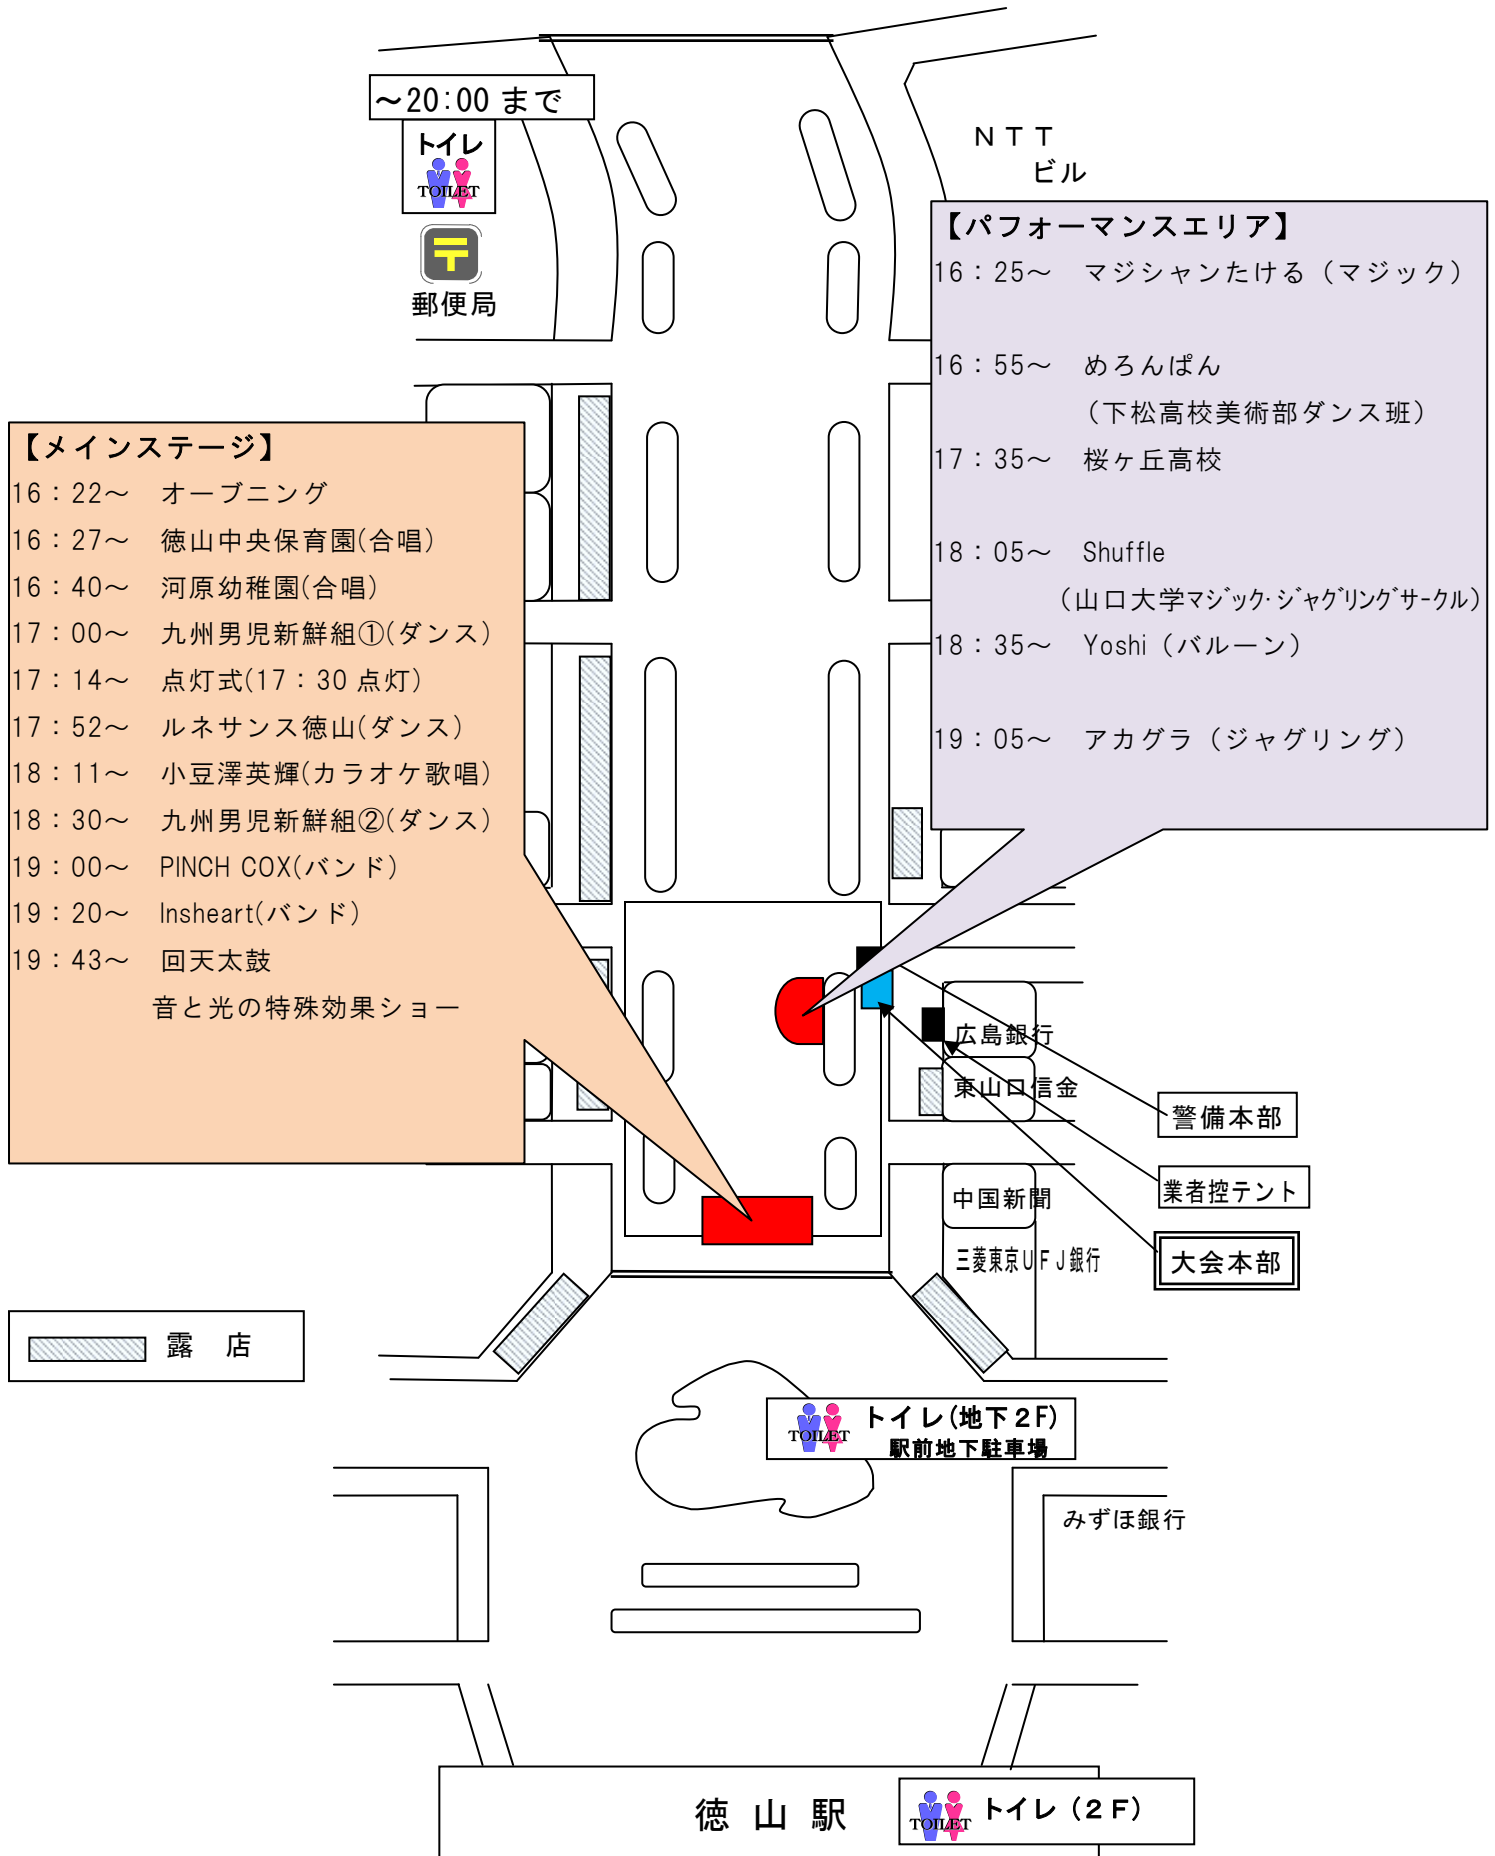 ～20:00 まで
トイレ
TOILET
郵便局
ＮＴＴ
ビル
【パフォーマンスエリア】
16：25～　マジシャンたける（マジック）
16：55～　めろんぱん
（下松高校美術部ダンス班）
17：35～　桜ヶ丘高校
18：05～　Shuffle
（山口大学ﾏｼﾞｯｸ･ｼﾞｬｸﾞﾘﾝｸﾞｻｰｸﾙ）
18：35～　Yoshi（バルーン）
19：05～　アカグラ（ジャグリング）
【メインステージ】
16：22～　オープニング
16：27～　徳山中央保育園(合唱)
16：40～　河原幼稚園(合唱)
17：00～　九州男児新鮮組①(ダンス)
17：14～　点灯式(17：30 点灯)
17：52～　ルネサンス徳山(ダンス)
18：11～　小豆澤英輝(カラオケ歌唱)
18：30～　九州男児新鮮組②(ダンス)
19：00～　PINCH COX(バンド)
19：20～　Insheart(バンド)
19：43～　回天太鼓
音と光の特殊効果ショー
広島銀行
東山口信金
警備本部
業者控テント
中国新聞
三菱東京ＵＦＪ銀行
大会本部
露　店
TOILET
トイレ(地下２F)
駅前地下駐車場
みずほ銀行
徳 山 駅
TOILET
トイレ（２Ｆ）